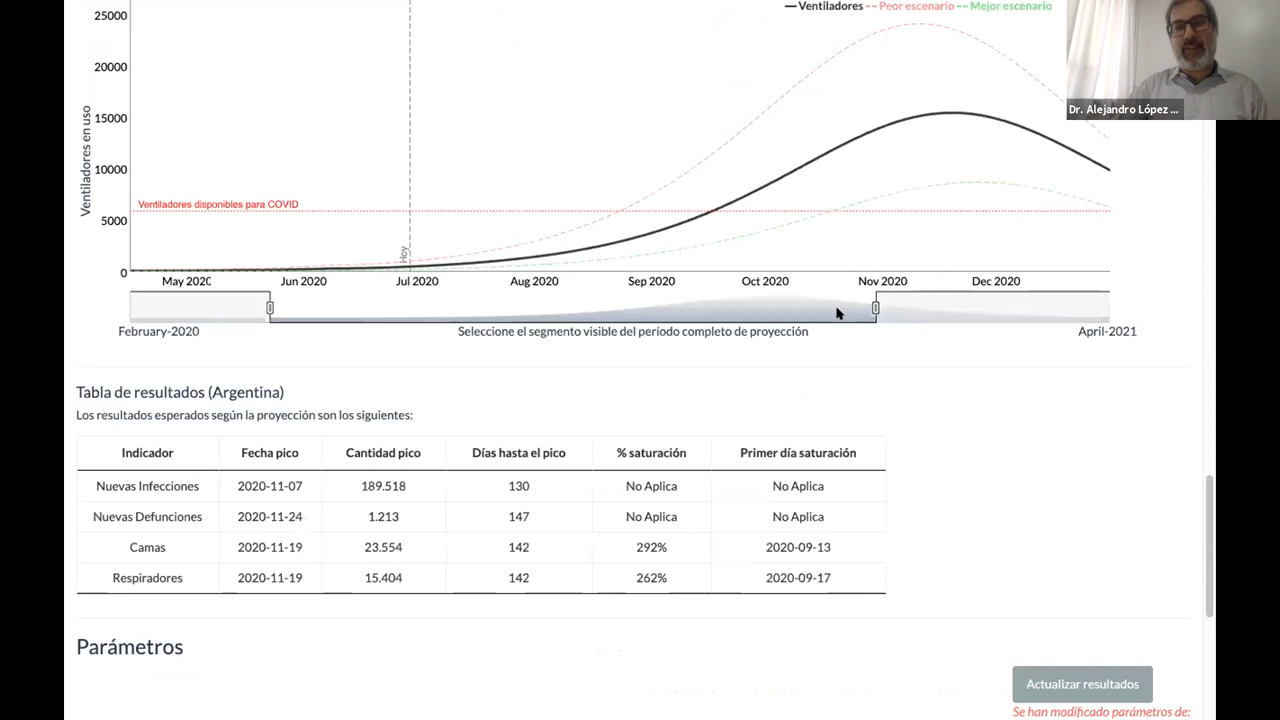 25000
20000
15000
10000
5000
0
Ventiladores en uso
Ventiladores Peor escenario Mejor escenario
Dr. Alejandro López ...
Ventiladores disponibles para COVID
Hoy
May 2020 Jun 2020 Jul 2020 Aug 2020 Sep 2020 Oct 2020 Nov 2020 Dec 2020
February-2020 Seleccione el segmento visible del período completo de proyección April-2021
Tabla de resultados (Argentina)
Los resultados esperados según la proyección son los siguientes:
Indicador Fecha pico Cantidad pico Días hasta el pico % saturación Primer día saturación
Nuevas Infecciones 2020-11-07 189.518 130 No Aplica No Aplica
Nuevas Defunciones 2020-11-24 1.213 147 No Aplica No Aplica
Camas 2020-11-19 23.554 142 292% 2020-09-13
Respiradores 2020-11-19 15.404 142 262% 2020-09-17
Parámetros
Actualizar resultados
Se han modificado parámetros de: